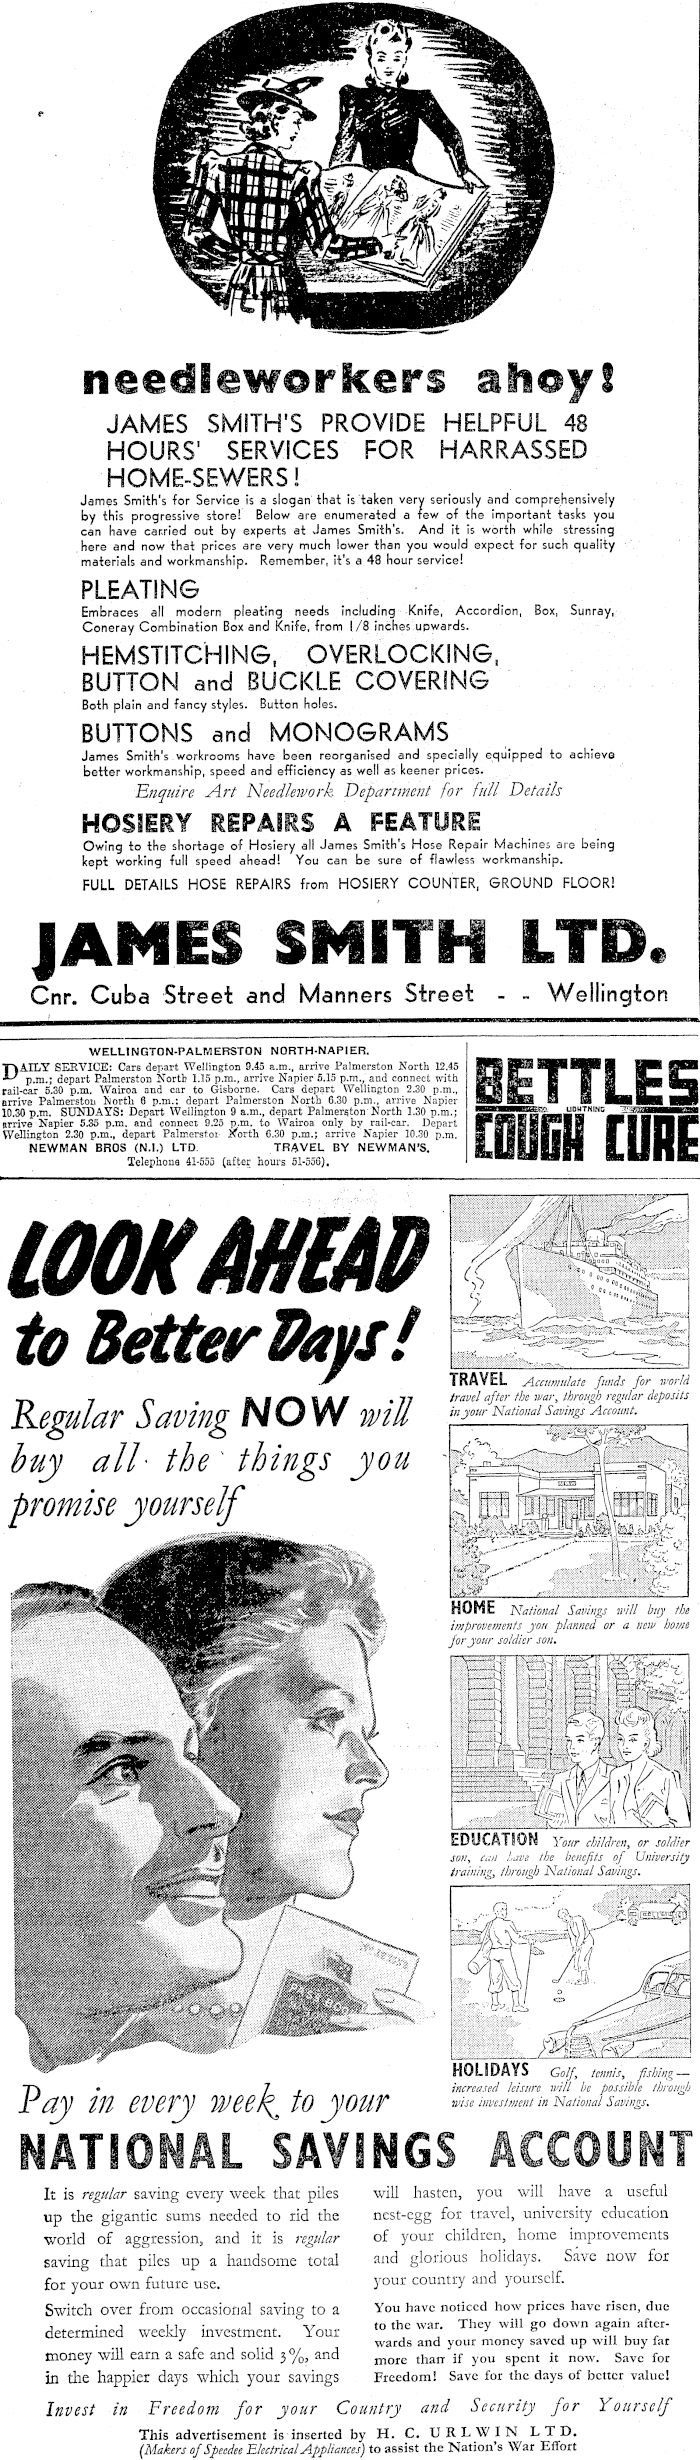 needleworkers ahoy!
JAMES SMITH'S PROVIDE HELPFUL 48
HOURS' SERVICES FOR HARRASSED
HOME-SEWERS!
James Smith's for Service is a slogan that is taken very seriously and comprehensively
by this progressive store! Below are enumerated a few of the important tasks you
can have carried out by experts at James Smith's. And it is worth while stressing
here and now that prices are very much lower than you would expect for such quality
materials and workmanship. Remember, it's a 48 hour service!
PLEATING
Embraces all modern pleating needs including Knife, Accordion, Box, Sunray,
Coneray Combination Box and Knife, from 1/8 inches upwards.
HEMSTITCHING, OVERLOCKING,
BUTTON and BUCKLE COVERING
Both plain and fancy styles. Button holes.
BUTTONS and MONOGRAMS
James Smith's workrooms have been reorganised and specially equipped to achieve
better workmanship, speed and efficiency as well as keener prices.
Enquire Art Needlework Department for full Details
HOSIERY REPAIRS A FEATURE
Owing to the shortage of Hosiery all James Smith's Hose Repair Machines are being
kept working full speed ahead! You can be sure of flawless workmanship.
FULL DETAILS HOSE REPAIRS from HOSIERY COUNTER, GROUND FLOOR!
JAMES SMITH LTD.
Cnr. Cuba Street and Manners Street - - Wellington
WELLINGTON-PALMERSTON NORTH-NAPIER.
DAILY SERVICE: Cars depart Wellington 9.45 a.m., arrive Palmerston North 12.45
p.m.; depart Palmerston North 1.15 p.m., arrive Napier 5.15 p.m., and connect with
rail-car 5.30 p.m. Wairoa and car to Gisborne. Cars depart Wellington 2.30 p.m.,
arrive Palmerston North 6 p.m.; depart Palmerston North 6.30 p.m., arrive Napier
10.30 p.m. SUNDAYS: Depart Wellington 9 a.m., depart Palmerston North 1.30 p.m.;
arrive Napier 5.35 p.m. and connect 9.25 p.m. to Wairoa only by rail-car. Depart
Wellington 2.30 p.m., depart Palmerston North 6.30 p.m.; arrive Napier 10.30 p.m.
NEWMAN BROS (N.I.) LTD. TRAVEL BY NEWMAN'S.
Telephone 41-555 (after hours 51-556).
BETTLES
LIGHTNING
COUGH CURE
LOOK AHEAD
to Better Days!
Regular Saving NOW will
buy all the things you
promise yourself
TRAVEL Accumulate funds for world
travel after the war, through regular deposits
in your National Savings Account.
HOME National Savings will buy the
improvements you planned or a new home
for your soldier son.
EDUCATION Your children, or soldier
son, can have the benefits of University
training, through National Savings.
HOLIDAYS Golf, tennis, fishing—
increased leisure will be possible through
wise investment in National Savings.
Pay in every week to your
NATIONAL SAVINGS ACCOUNT
It is regular saving every week that piles
up the gigantic sums needed to rid the
world of aggression, and it is regular
saving that piles up a handsome total
for your own future use.
Switch over from occasional saving to a
determined weekly investment. Your
money will earn a safe and solid 3%, and
in the happier days which your savings
will hasten, you will have a useful
nest-egg for travel, university education
of your children, home improvements
and glorious holidays. Save now for
your country and yourself.
You have noticed how prices have risen, due
to the war. They will go down again after-
wards and your money saved up will buy far
more than if you spent it now. Save for
Freedom! Save for the days of better value!
Invest in Freedom for your Country and Security for Yourself
This advertisement is inserted by H. C. URLWIN LTD.
(Makers of Speedee Electrical Appliances) to assist the Nation's War Effort